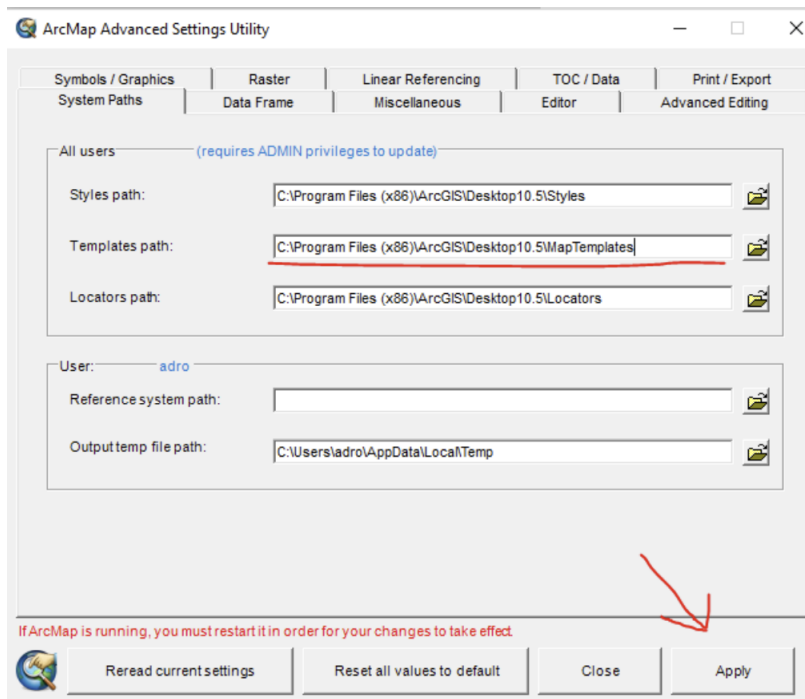 ArcMap Advanced Settings Utility
Symbols / Graphics Raster Linear Referencing TOC / Data Print / Export
System Paths Data Frame Miscellaneous Editor Advanced Editing
All users (requires ADMIN privileges to update)
Styles path: C:\Program Files (x86)\ArcGIS\Desktop10.5\Styles
Templates path: C:\Program Files (x86)\ArcGIS\Desktop10.5\MapTemplates
Locators path: C:\Program Files (x86)\ArcGIS\Desktop10.5\Locators
User: adro
Reference system path:
Output temp file path: C:\Users\adro\AppData\Local\Temp
If ArcMap is running, you must restart it in order for your changes to take effect.
Reread current settings Reset all values to default Close Apply